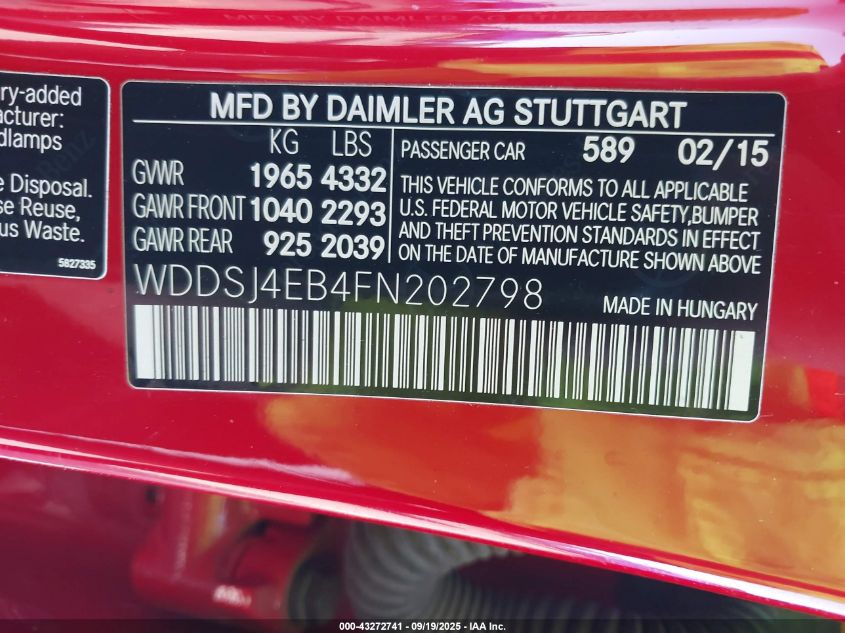 ry-added
acturer:
dlamps
e Disposal.
se Reuse,
us Waste.
5827335
MFD BY DAIMLER AG STUTTGART
KG LBS
GVWR 1965 4332
GAWR FRONT 1040 2293
GAWR REAR 925 2039
PASSENGER CAR 589 02/15
THIS VEHICLE CONFORMS TO ALL APPLICABLE
U.S. FEDERAL MOTOR VEHICLE SAFETY,BUMPER
AND THEFT PREVENTION STANDARDS IN EFFECT
ON THE DATE OF MANUFACTURE SHOWN ABOVE
WDDSJ4EB4FN202798
MADE IN HUNGARY
000-43272741 - 09/19/2025 - IAA Inc.